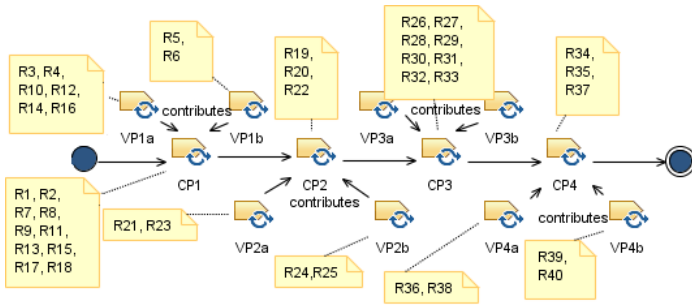 R5,
R6
R19,
R20,
R22
R26, R27,
R28, R29,
R30, R31,
R32, R33
R34,
R35,
R37
R3, R4,
R10, R12,
R14, R16
contributes
contributes
VP1a
VP1b
VP3a
VP3b
CP1
CP2
CP3
CP4
R1, R2,
R7, R8,
R9, R11,
R13, R15,
R17, R18
R21, R23
contributes
contributes
VP2a
VP2b
VP4a
VP4b
R24,R25
R36, R38
R39,
R40